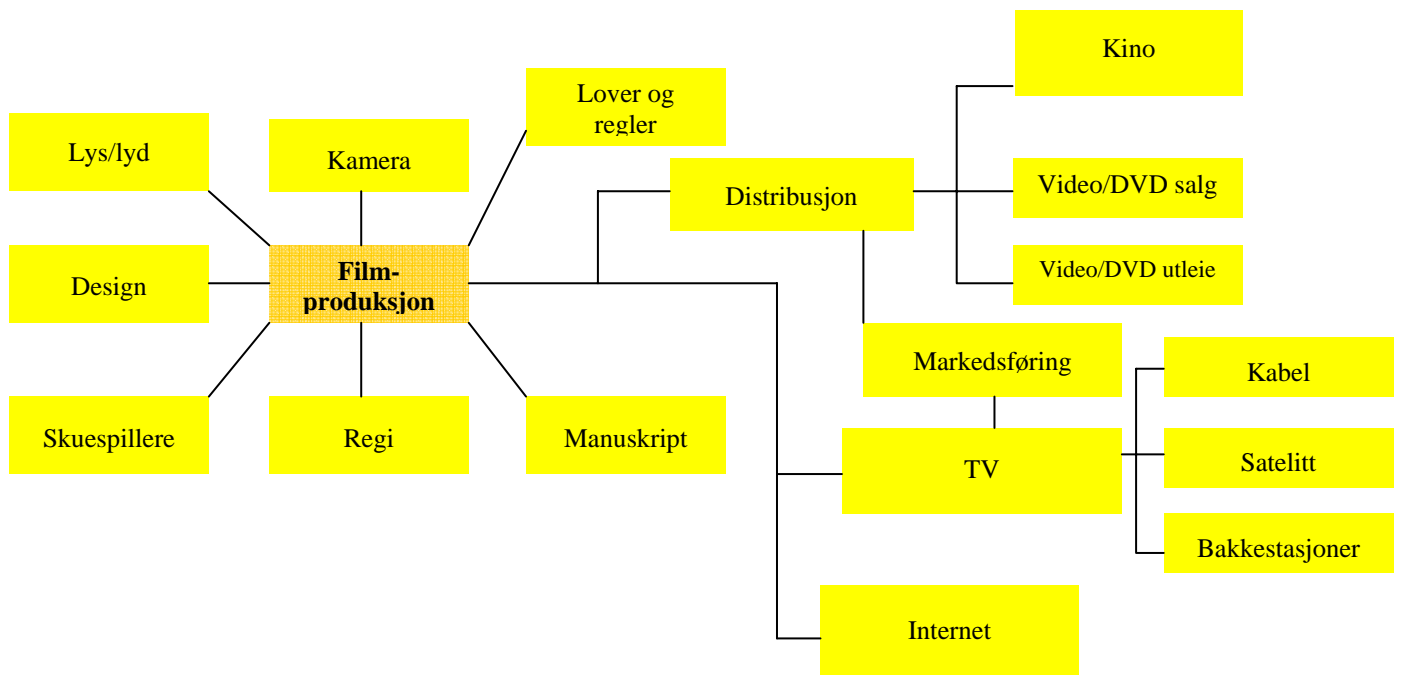 Kino
Lover og
regler
Lys/lyd
Kamera
Distribusjon
Video/DVD salg
Design
Film-
produksjon
Video/DVD utleie
Markedsføring
Kabel
Skuespillere
Regi
Manuskript
TV
Satelitt
Bakkestasjoner
Internet